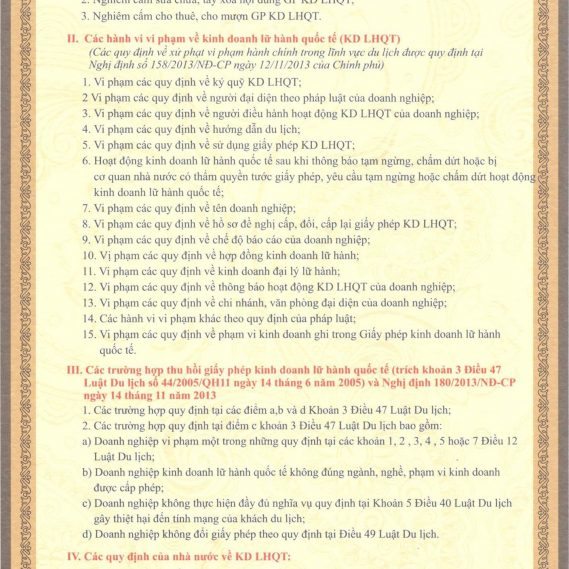 2. Nghiêm cấm sửa chữa, tẩy xóa nội dung GP KD LHQT;
3. Nghiêm cấm cho thuê, cho mượn GP KD LHQT.
II. Các hành vi vi phạm về kinh doanh lữ hành quốc tế (KD LHQT)
(Các quy định về xử phạt vi phạm hành chính trong lĩnh vực du lịch được quy định tại
Nghị định số 158/2013/NĐ-CP ngày 12/11/2013 của Chính phủ)
1. Vi phạm các quy định về ký quỹ KD LHQT;
2 Vi phạm các quy định về người đại diện theo pháp luật của doanh nghiệp;
3. Vi phạm các quy định về người điều hành hoạt động KD LHQT của doanh nghiệp;
4. Vi phạm các quy định về hướng dẫn du lịch;
5. Vi phạm các quy định về sử dụng giấy phép KD LHQT;
6. Hoạt động kinh doanh lữ hành quốc tế sau khi thông báo tạm ngừng, chấm dứt hoặc bị
cơ quan nhà nước có thẩm quyền tước giấy phép, yêu cầu tạm ngừng hoặc chấm dứt hoạt động
kinh doanh lữ hành quốc tế;
7. Vi phạm các quy định về tên doanh nghiệp;
8. Vi phạm các quy định về hồ sơ đề nghị cấp, đổi, cấp lại giấy phép KD LHQT;
9. Vi phạm các quy định về chế độ báo cáo của doanh nghiệp;
10. Vị phạm các quy định về hợp đồng kinh doanh lữ hành;
11. Vi phạm các quy định về kinh doanh đại lý lữ hành;
12. Vi phạm các quy định về thông báo hoạt động KD LHQT của doanh nghiệp;
13. Vi phạm các quy định về chi nhánh, văn phòng đại diện của doanh nghiệp;
14. Các hành vi vi phạm khác theo quy định của pháp luật;
15. Vi phạm các quy định về phạm vi kinh doanh ghi trong Giấy phép kinh doanh lữ hành
quốc tế.
III. Các trường hợp thu hồi giấy phép kinh doanh lữ hành quốc tế (trích khoản 3 Điều 47
Luật Du lịch số 44/2005/QH11 ngày 14 tháng 6 năm 2005) và Nghị định 180/2013/NĐ-CP
ngày 14 tháng 11 năm 2013
1. Các trường hợp quy định tại các điểm a,b và d Khoản 3 Điều 47 Luật Du lịch;
2. Các trường hợp quy định tại điểm c khoản 3 Điều 47 Luật Du lịch bao gồm:
a) Doanh nghiệp vi phạm một trong những quy định tại các khoản 1, 2 , 3, 4 , 5 hoặc 7 Điều 12
Luật Du lịch;
b) Doanh nghiệp kinh doanh lữ hành quốc tế không đúng ngành, nghề, phạm vi kinh doanh
được cấp phép;
c) Doanh nghiệp không thực hiện đầy đủ nghĩa vụ quy định tại Khoản 5 Điều 40 Luật Du lịch
gây thiệt hại đến tính mạng của khách du lịch;
d) Doanh nghiệp không đổi giấy phép theo quy định tại Điều 49 Luật Du lịch.
IV. Các quy định của nhà nước về KD LHQT: